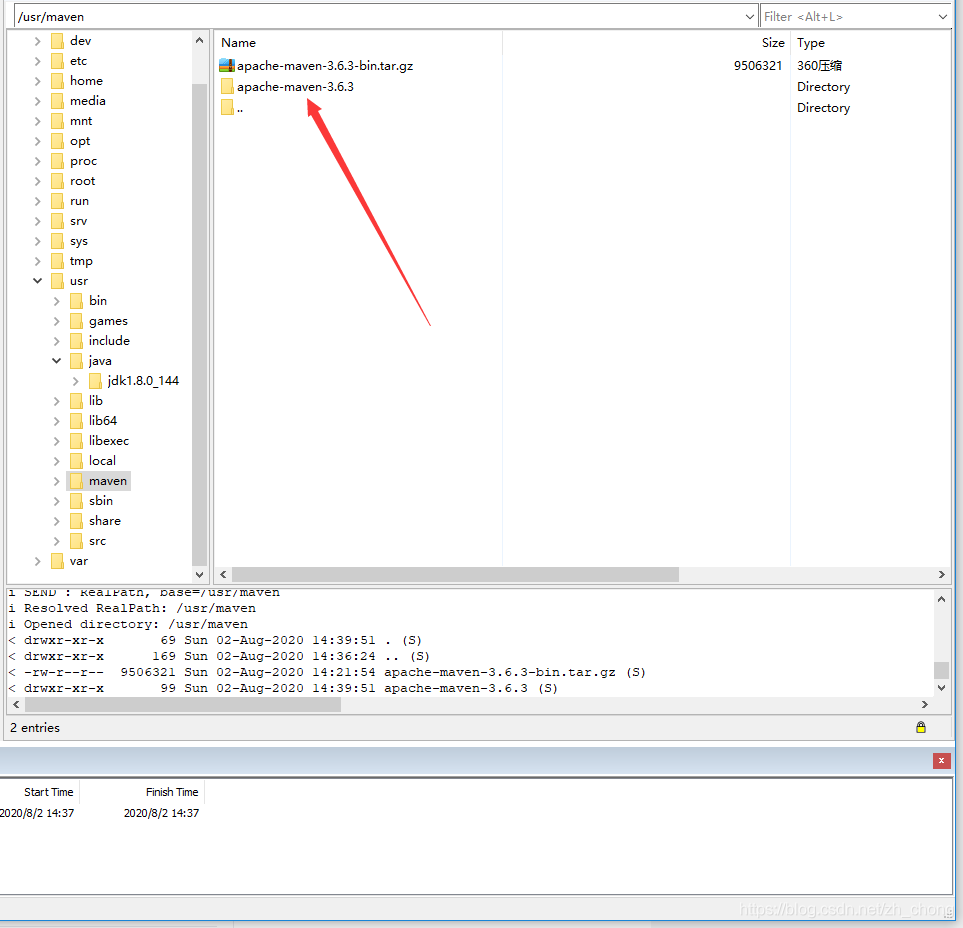 /usr/maven
Filter <Alt+L>
dev
etc
home
media
mnt
opt
proc
root
run
srv
sys
tmp
usr
bin
games
include
java
jdk1.8.0_144
lib
lib64
libexec
local
maven
sbin
share
src
var
Name Size Type
apache-maven-3.6.3-bin.tar.gz 9506321 360压缩
apache-maven-3.6.3 Directory
.. Directory
i SEND : RealPath, base=/usr/maven
i Resolved RealPath: /usr/maven
i Opened directory: /usr/maven
< drwxr-xr-x 69 Sun 02-Aug-2020 14:39:51 . (S)
< drwxr-xr-x 169 Sun 02-Aug-2020 14:36:24 .. (S)
< -rw-r--r-- 9506321 Sun 02-Aug-2020 14:21:54 apache-maven-3.6.3-bin.tar.gz (S)
< drwxr-xr-x 99 Sun 02-Aug-2020 14:39:51 apache-maven-3.6.3 (S)
2 entries
Start Time Finish Time
2020/8/2 14:37 2020/8/2 14:37
https://blog.csdn.net/zh_chong